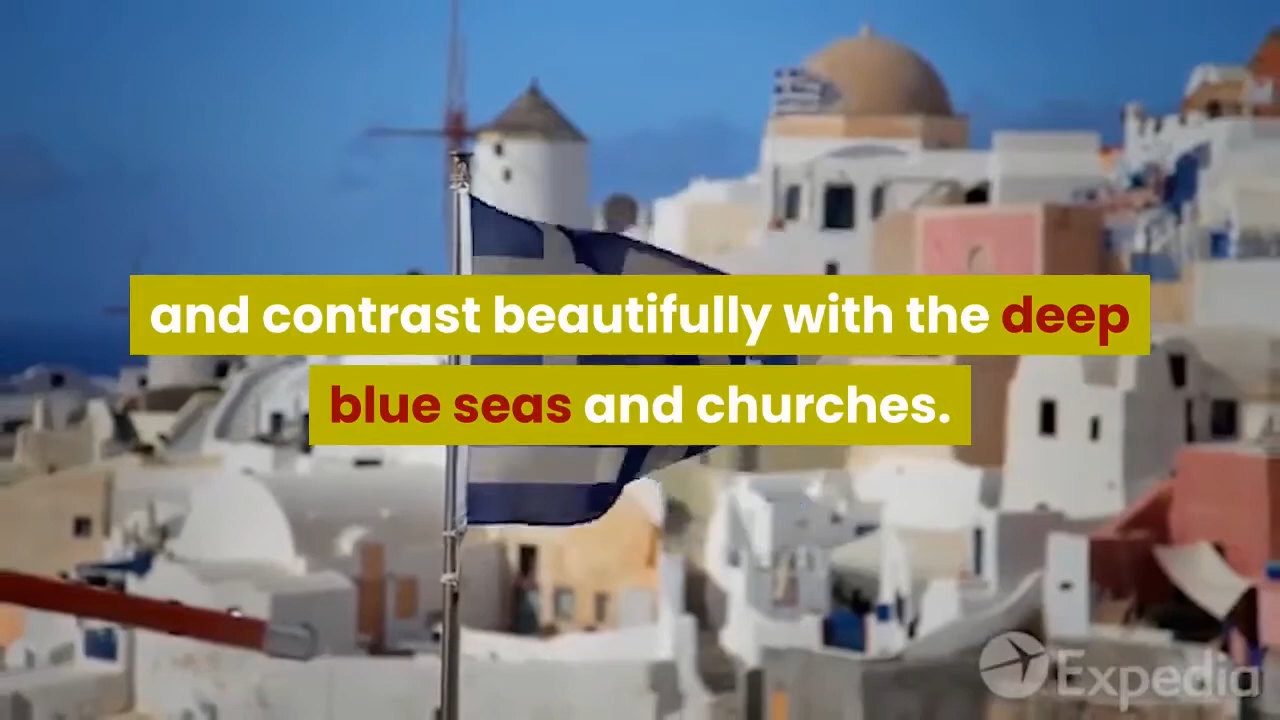 and contrast beautifully with the deep
blue seas and churches.
Expedia